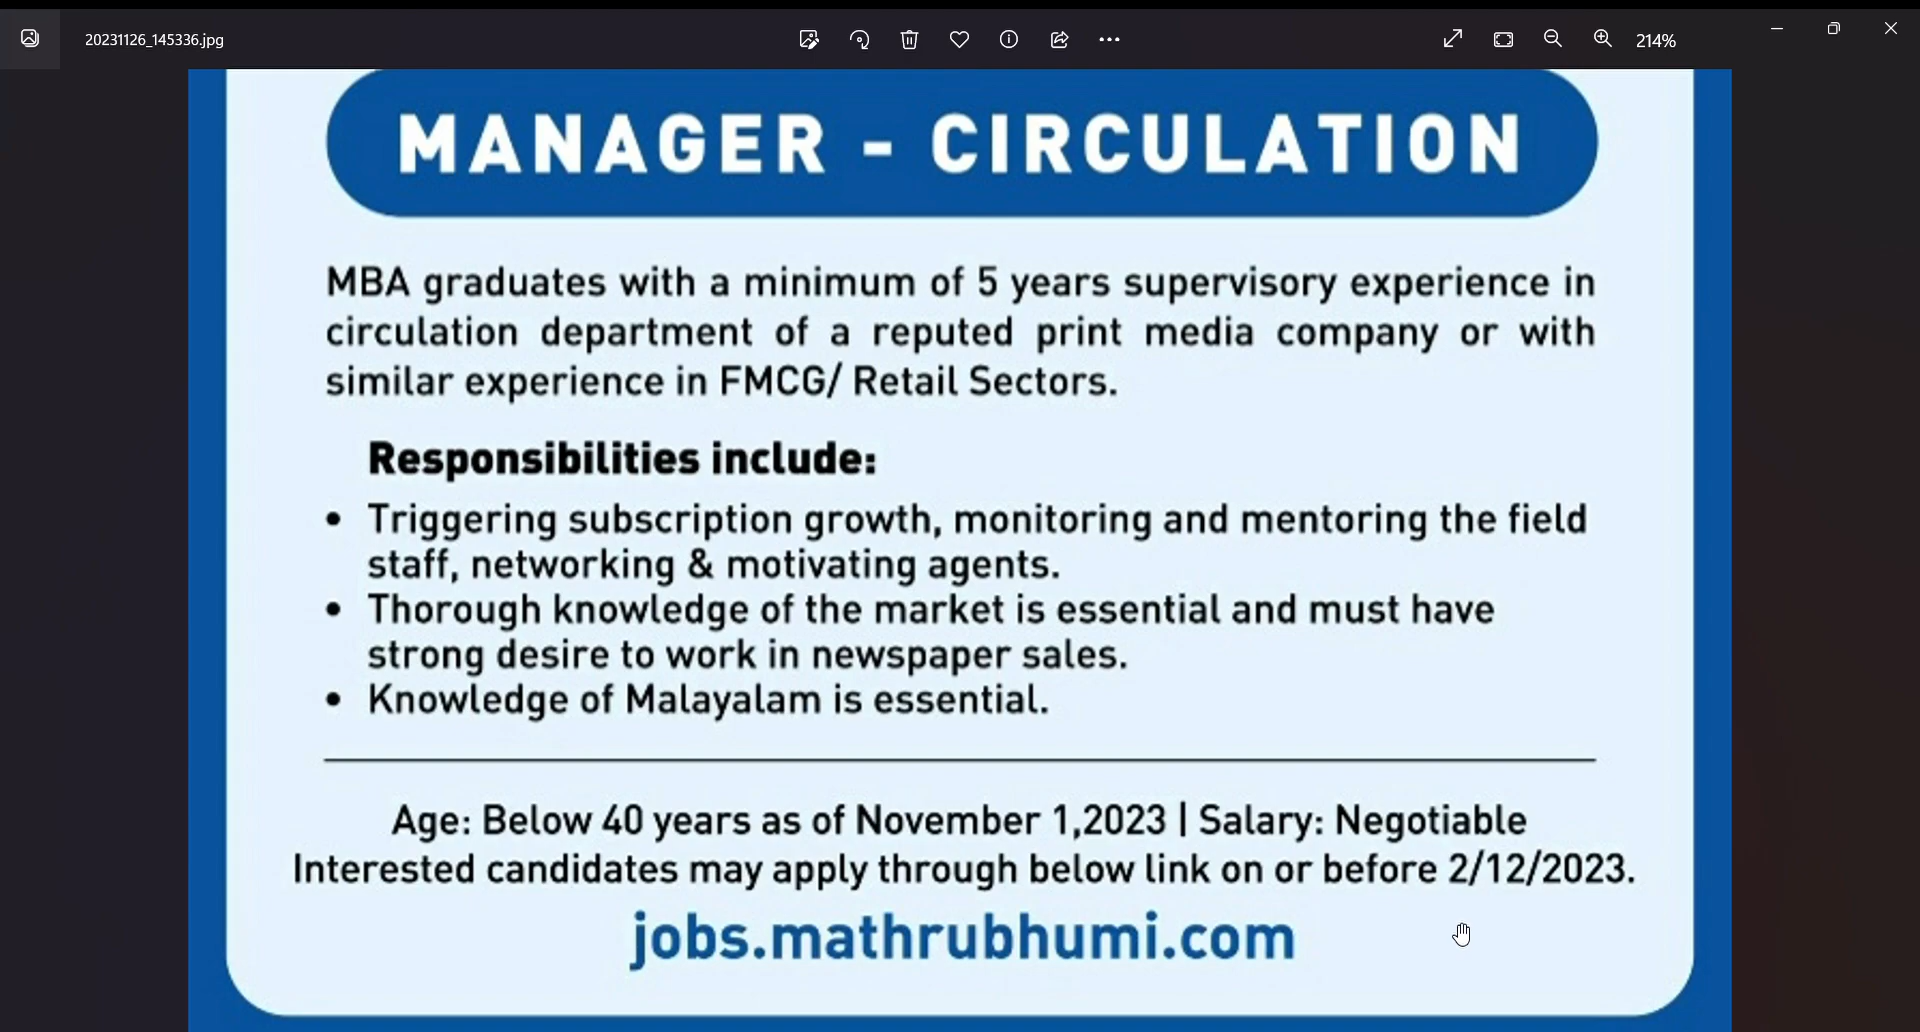 20231126_145336.jpg
214%
MANAGER - CIRCULATION
MBA graduates with a minimum of 5 years supervisory experience in
circulation department of a reputed print media company or with
similar experience in FMCG/ Retail Sectors.
Responsibilities include:
• Triggering subscription growth, monitoring and mentoring the field
staff, networking & motivating agents.
• Thorough knowledge of the market is essential and must have
strong desire to work in newspaper sales.
• Knowledge of Malayalam is essential.
Age: Below 40 years as of November 1,2023 | Salary: Negotiable
Interested candidates may apply through below link on or before 2/12/2023.
jobs.mathrubhumi.com